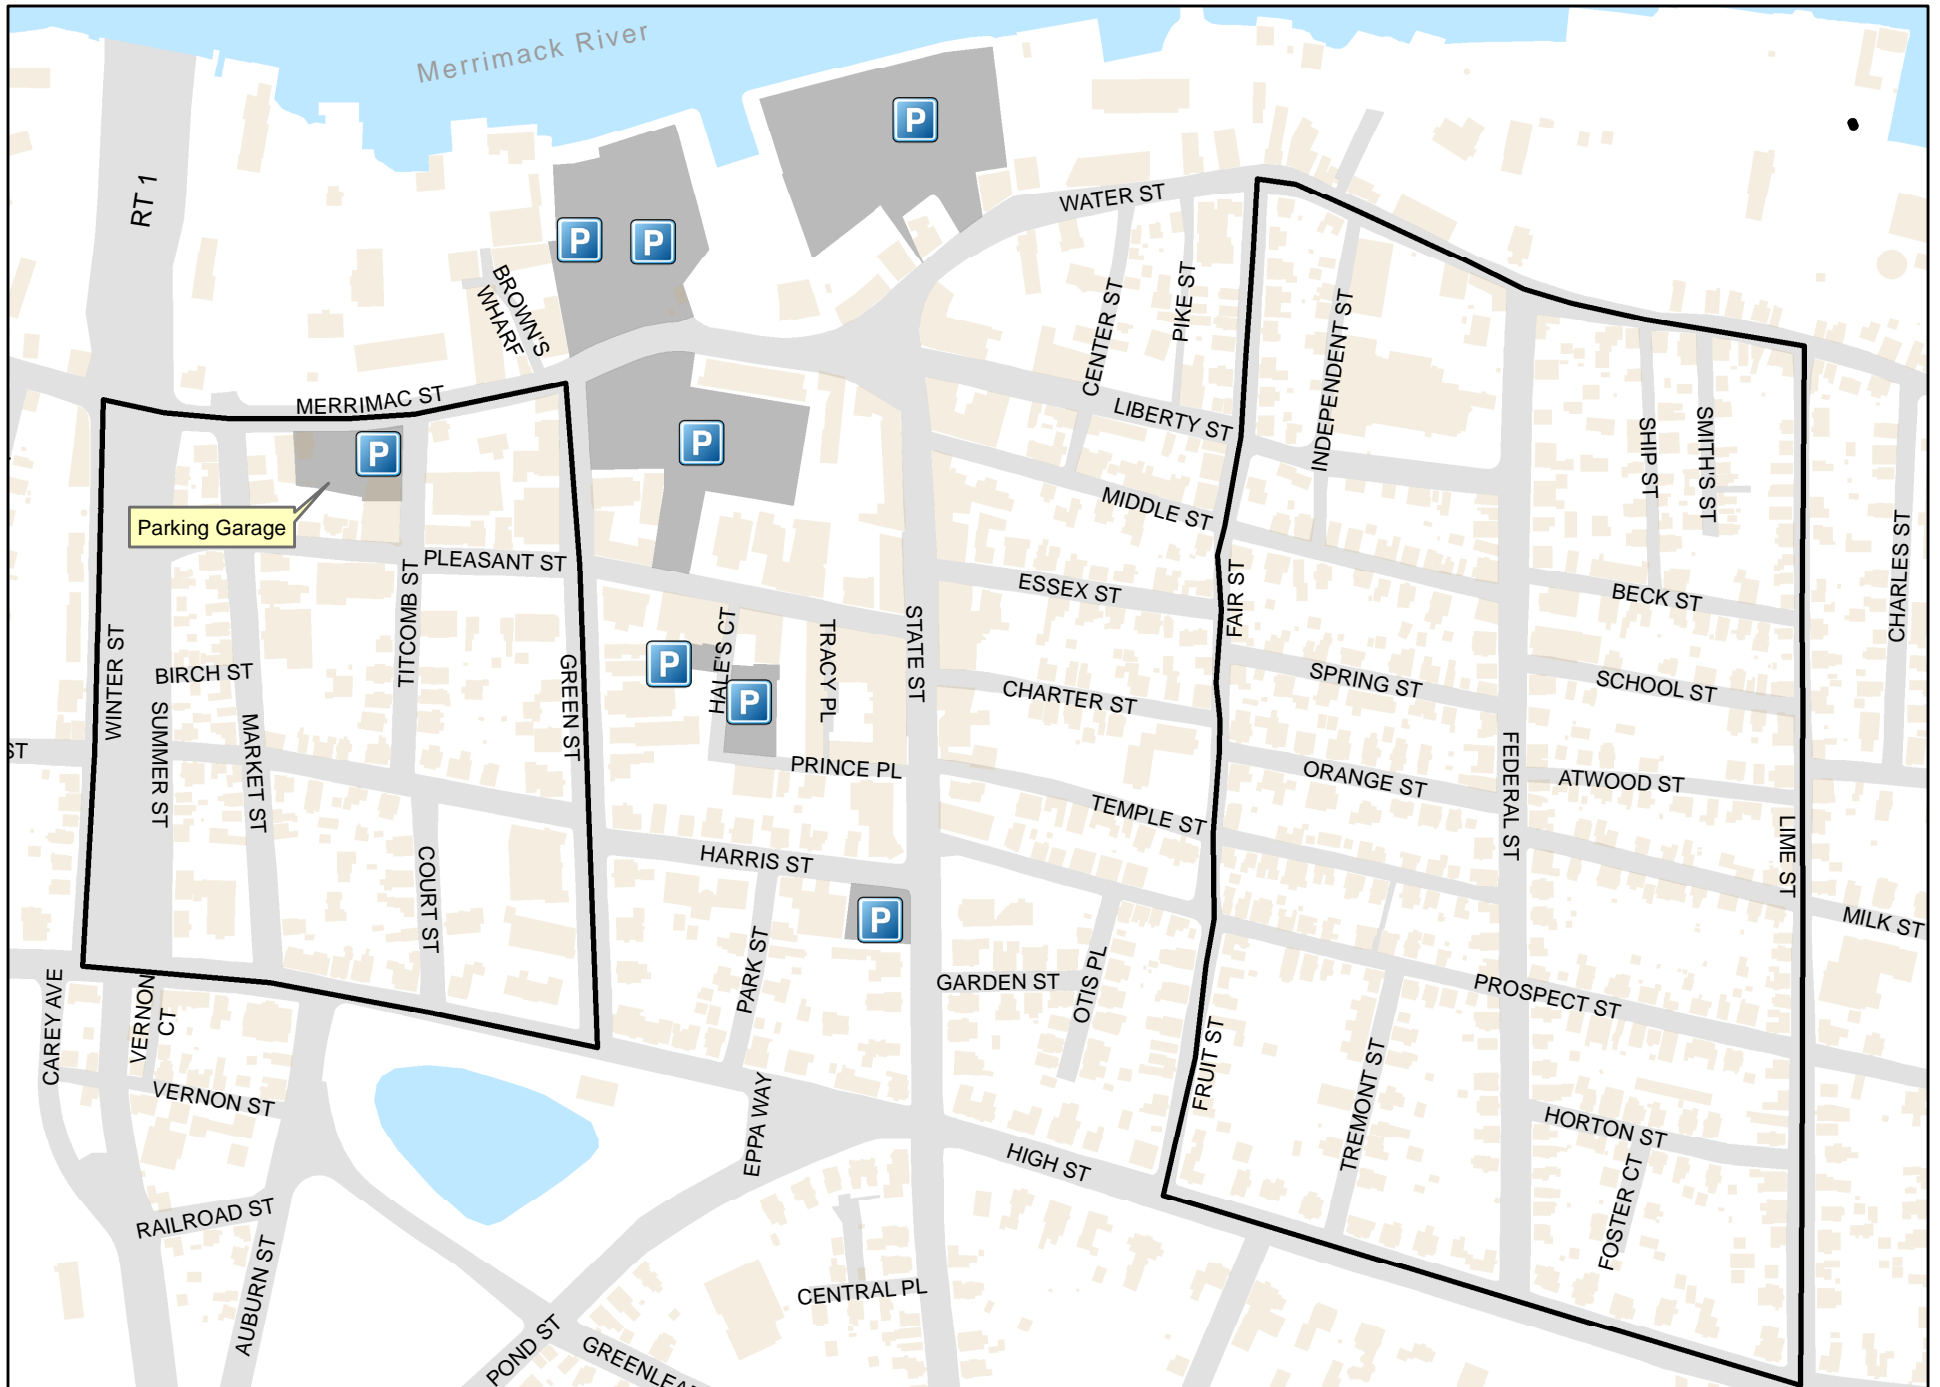 Merrimack River
P
RT 1
WATER ST
P
P
BROWN'S
WHARF
CENTER ST
PIKE ST
INDEPENDENT ST
MERRIMAC ST
P
P
LIBERTY ST
SHIP ST
SMITH'S ST
Parking Garage
MIDDLE ST
CHARLES ST
PLEASANT ST
TITCOMB ST
ESSEX ST
FAIR ST
BECK ST
WINTER ST
BIRCH ST
GREEN ST
P
HALE'S CT
P
TRACY PL
STATE ST
CHARTER ST
SPRING ST
SCHOOL ST
ST
SUMMER ST
MARKET ST
PRINCE PL
ORANGE ST
FEDERAL ST
ATWOOD ST
TEMPLE ST
LIME ST
HARRIS ST
COURT ST
P
MILK ST
PARK ST
GARDEN ST
OTIS PL
PROSPECT ST
CAREY AVE
VERNON
CT
FRUIT ST
TREMONT ST
VERNON ST
EPPA WAY
HIGH ST
HORTON ST
FOSTER CT
RAILROAD ST
AUBURN ST
CENTRAL PL
POND ST
GREENLEA